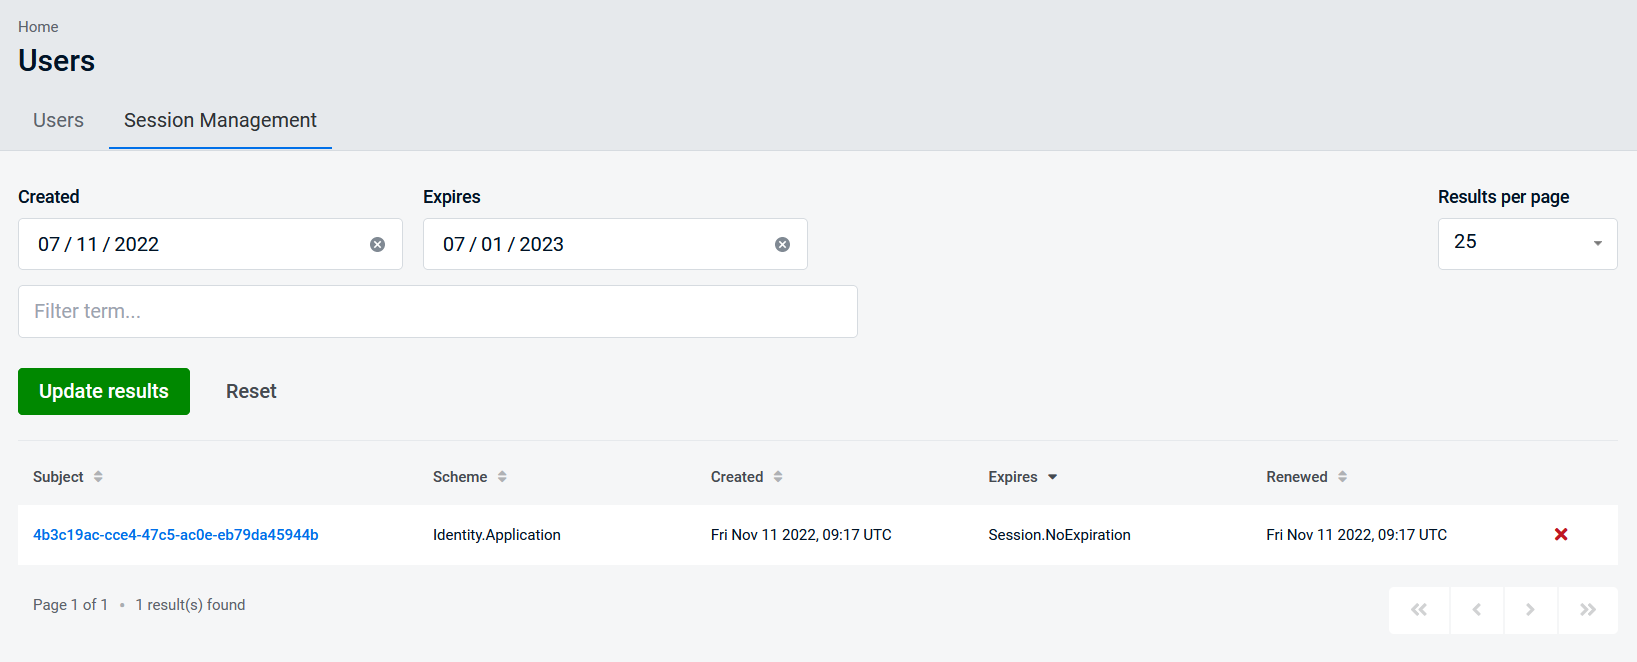 Home
Users
Users Session Management
Created Expires Results per page
07 / 11 / 2022 07 / 01 / 2023 25
Filter term...
Update results Reset
Subject Scheme Created Expires Renewed
4b3c19ac-cce4-47c5-ac0e-eb79da45944b Identity.Application Fri Nov 11 2022, 09:17 UTC Session.NoExpiration Fri Nov 11 2022, 09:17 UTC
Page 1 of 1 • 1 result(s) found